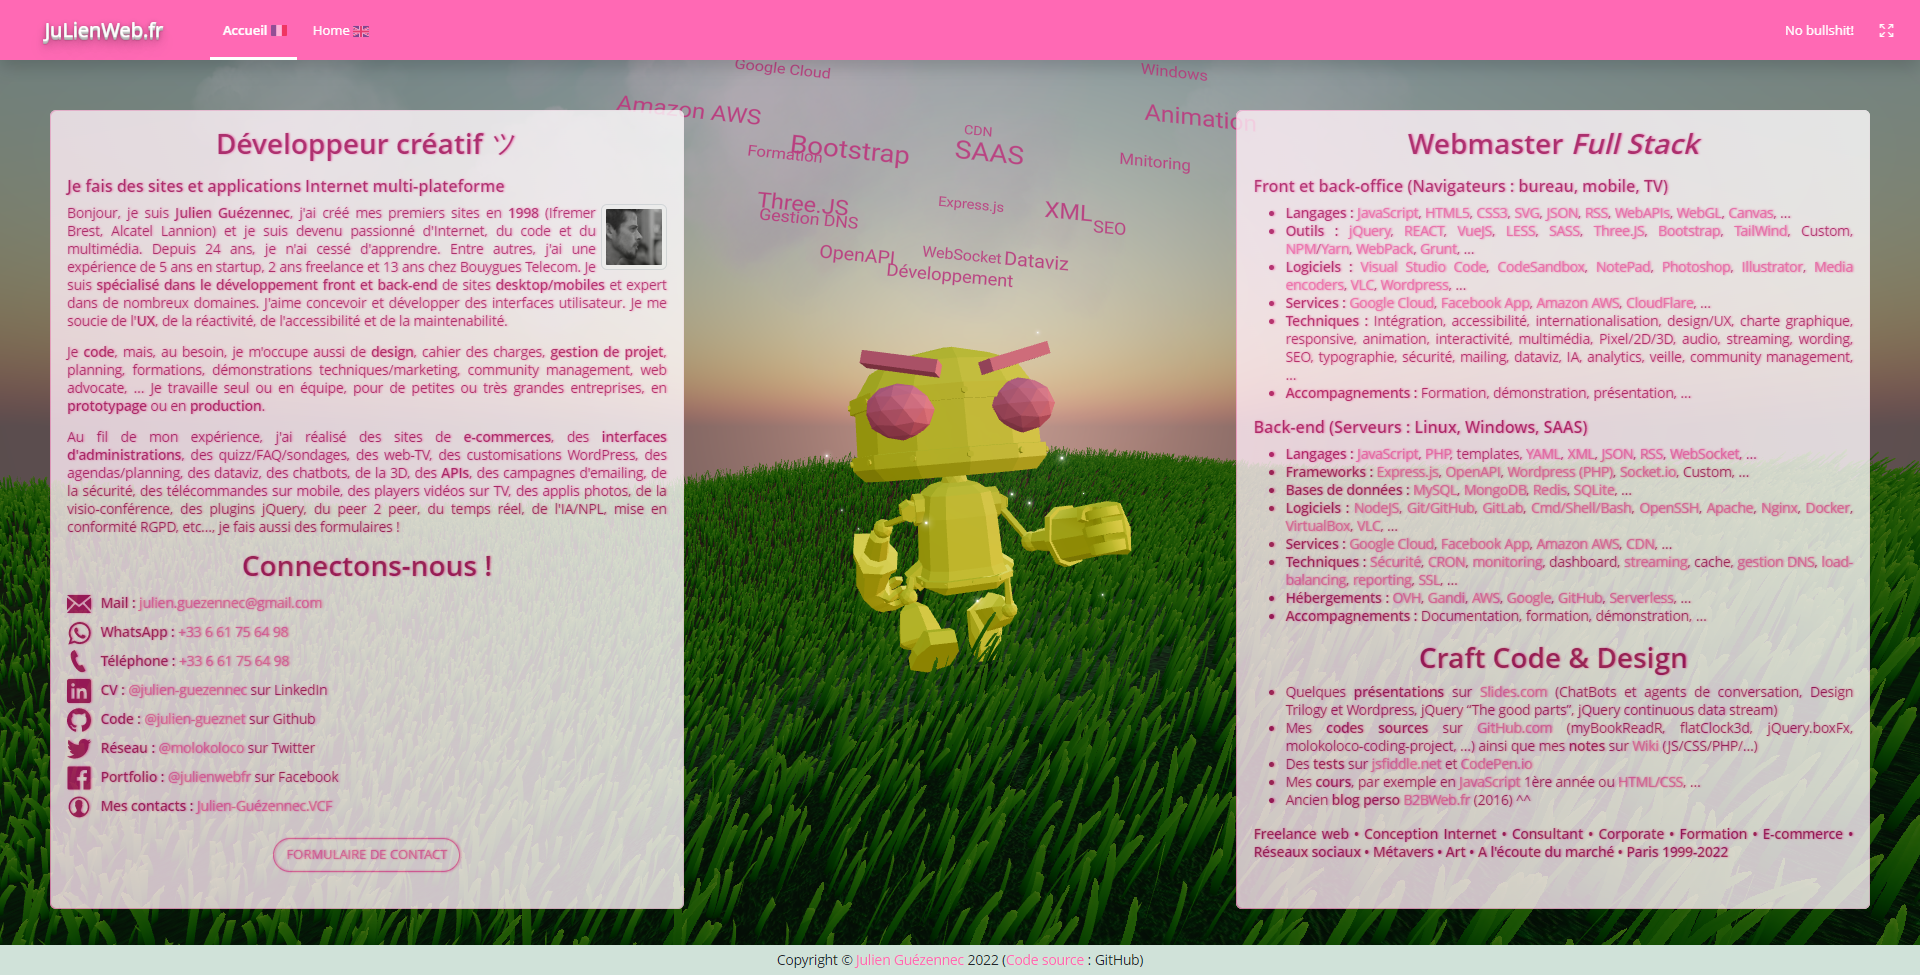 JuLienWeb.fr
Accueil
Home
No bullshit!
Google Cloud
Windows
Amazon AWS
Animation
Bootstrap
CDN
SAAS
Formation
Mnitoring
Three.JS
Express.js
XML
Gestion DNS
SEO
OpenAPI
WebSocket
Dataviz
Développement
Développeur créatif ツ
Je fais des sites et applications Internet multi-plateforme
Bonjour, je suis Julien Guézennec, j'ai créé mes premiers sites en 1998 (Ifremer
Brest, Alcatel Lannion) et je suis devenu passionné d'Internet, du code et du
multimédia. Depuis 24 ans, je n'ai cessé d'apprendre. Entre autres, j'ai une
expérience de 5 ans en startup, 2 ans freelance et 13 ans chez Bouygues Telecom. Je
suis spécialisé dans le développement front et back-end de sites desktop/mobiles et expert
dans de nombreux domaines. J'aime concevoir et développer des interfaces utilisateur. Je me
soucie de l'UX, de la réactivité, de l'accessibilité et de la maintenabilité.
Je code, mais, au besoin, je m'occupe aussi de design, cahier des charges, gestion de projet,
planning, formations, démonstrations techniques/marketing, community management, web
advocate, ... Je travaille seul ou en équipe, pour de petites ou très grandes entreprises, en
prototypage ou en production.
Au fil de mon expérience, j'ai réalisé des sites de e-commerces, des interfaces
d'administrations, des quizz/FAQ/sondages, des web-TV, des customisations WordPress, des
agendas/planning, des dataviz, des chatbots, de la 3D, des APIs, des campagnes d'emailing, de
la sécurité, des télécommandes sur mobile, des players vidéos sur TV, des applis photos, de la
visio-conférence, des plugins jQuery, du peer 2 peer, du temps réel, de l'IA/NPL, mise en
conformité RGPD, etc..., je fais aussi des formulaires !
Connectons-nous !
Mail : julien.guezennec@gmail.com
WhatsApp : +33 6 61 75 64 98
Téléphone : +33 6 61 75 64 98
CV : @julien-guezennec sur LinkedIn
Code : @julien-gueznet sur Github
Réseau : @molokoloco sur Twitter
Portfolio : @julienwebfr sur Facebook
Mes contacts : Julien-Guézennec.VCF
FORMULAIRE DE CONTACT
Webmaster Full Stack
Front et back-office (Navigateurs : bureau, mobile, TV)
• Langages : JavaScript, HTML5, CSS3, SVG, JSON, RSS, WebAPIs, WebGL, Canvas, ...
• Outils : jQuery, REACT, VueJS, LESS, SASS, Three.JS, Bootstrap, TailWind, Custom,
NPM/Yarn, WebPack, Grunt, ...
• Logiciels : Visual Studio Code, CodeSandbox, NotePad, Photoshop, Illustrator, Media
encoders, VLC, Wordpress, ...
• Services : Google Cloud, Facebook App, Amazon AWS, CloudFlare, ...
• Techniques : Intégration, accessibilité, internationalisation, design/UX, charte graphique,
responsive, animation, interactivité, multimédia, Pixel/2D/3D, audio, streaming, wording,
SEO, typographie, sécurité, mailing, dataviz, IA, analytics, veille, community management,
...
• Accompagnements : Formation, démonstration, présentation, ...
Back-end (Serveurs : Linux, Windows, SAAS)
• Langages : JavaScript, PHP, templates, YAML, XML, JSON, RSS, WebSocket, ...
• Frameworks : Express.js, OpenAPI, Wordpress (PHP), Socket.io, Custom, ...
• Bases de données : MySQL, MongoDB, Redis, SQLite, ...
• Logiciels : NodeJS, Git/GitHub, GitLab, Cmd/Shell/Bash, OpenSSH, Apache, Nginx, Docker,
VirtualBox, VLC, ...
• Services : Google Cloud, Facebook App, Amazon AWS, CDN, ...
• Techniques : Sécurité, CRON, monitoring, dashboard, streaming, cache, gestion DNS, load-
balancing, reporting, SSL, ...
• Hébergements : OVH, Gandi, AWS, Google, GitHub, Serverless, ...
• Accompagnements : Documentation, formation, démonstration, ...
Craft Code & Design
• Quelques présentations sur Slides.com (ChatBots et agents de conversation, Design
Trilogy et Wordpress, jQuery “The good parts”, jQuery continuous data stream)
• Mes codes sources sur GitHub.com (myBookReadR, flatClock3d, jQuery.boxFx,
molokoloco-coding-project, ...) ainsi que mes notes sur Wiki (JS/CSS/PHP/...)
• Des tests sur jsfiddle.net et CodePen.io
• Mes cours, par exemple en JavaScript 1ère année ou HTML/CSS, ...
• Ancien blog perso B2BWeb.fr (2016) ^^
Freelance web • Conception Internet • Consultant • Corporate • Formation • E-commerce •
Réseaux sociaux • Métavers • Art • A l'écoute du marché • Paris 1999-2022
Copyright © Julien Guézennec 2022 (Code source : GitHub)